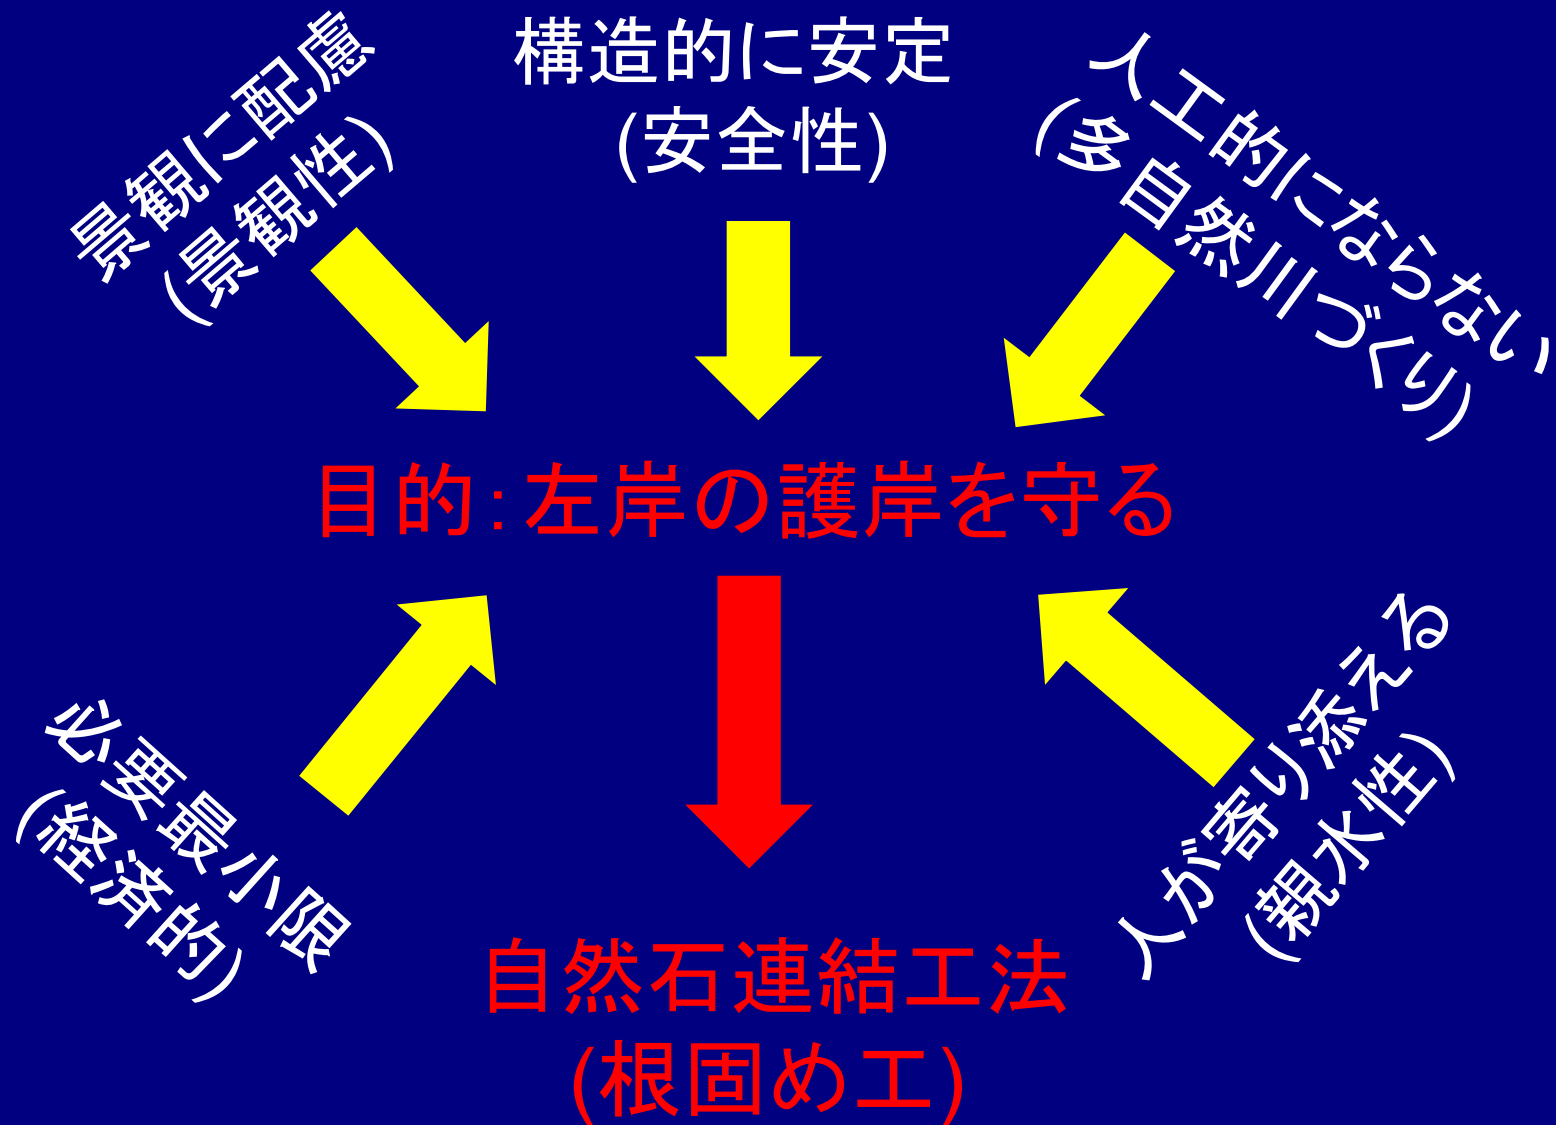 景観に配慮
(景観性)
構造的に安定
(安全性)
人工的にならない
(多自然川づくり)
目的：左岸の護岸を守る
必要最小限
(経済的)
人が寄り添える
(親水性)
自然石連結工法
(根固め工)